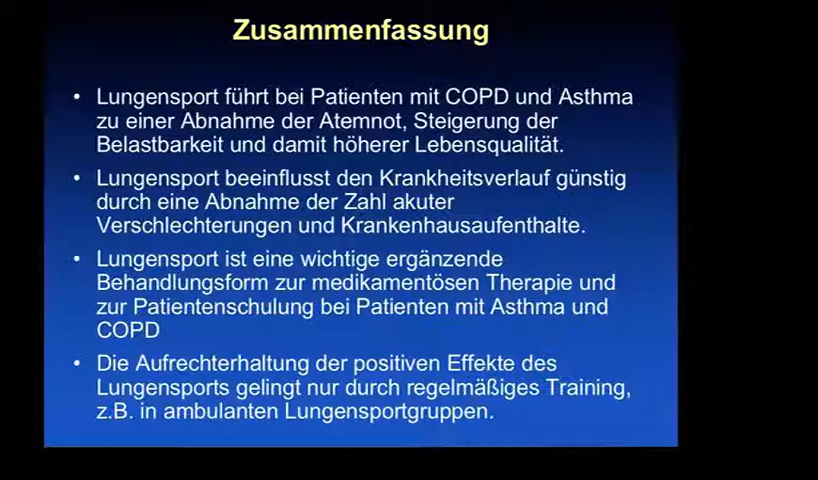 Zusammenfassung
• Lungensport führt bei Patienten mit COPD und Asthma
zu einer Abnahme der Atemnot, Steigerung der
Belastbarkeit und damit höherer Lebensqualität.
• Lungensport beeinflusst den Krankheitsverlauf günstig
durch eine Abnahme der Zahl akuter
Verschlechterungen und Krankenhausaufenthalte.
• Lungensport ist eine wichtige ergänzende
Behandlungsform zur medikamentösen Therapie und
zur Patientenschulung bei Patienten mit Asthma und
COPD
• Die Aufrechterhaltung der positiven Effekte des
Lungensports gelingt nur durch regelmäßiges Training,
z.B. in ambulanten Lungensportgruppen.